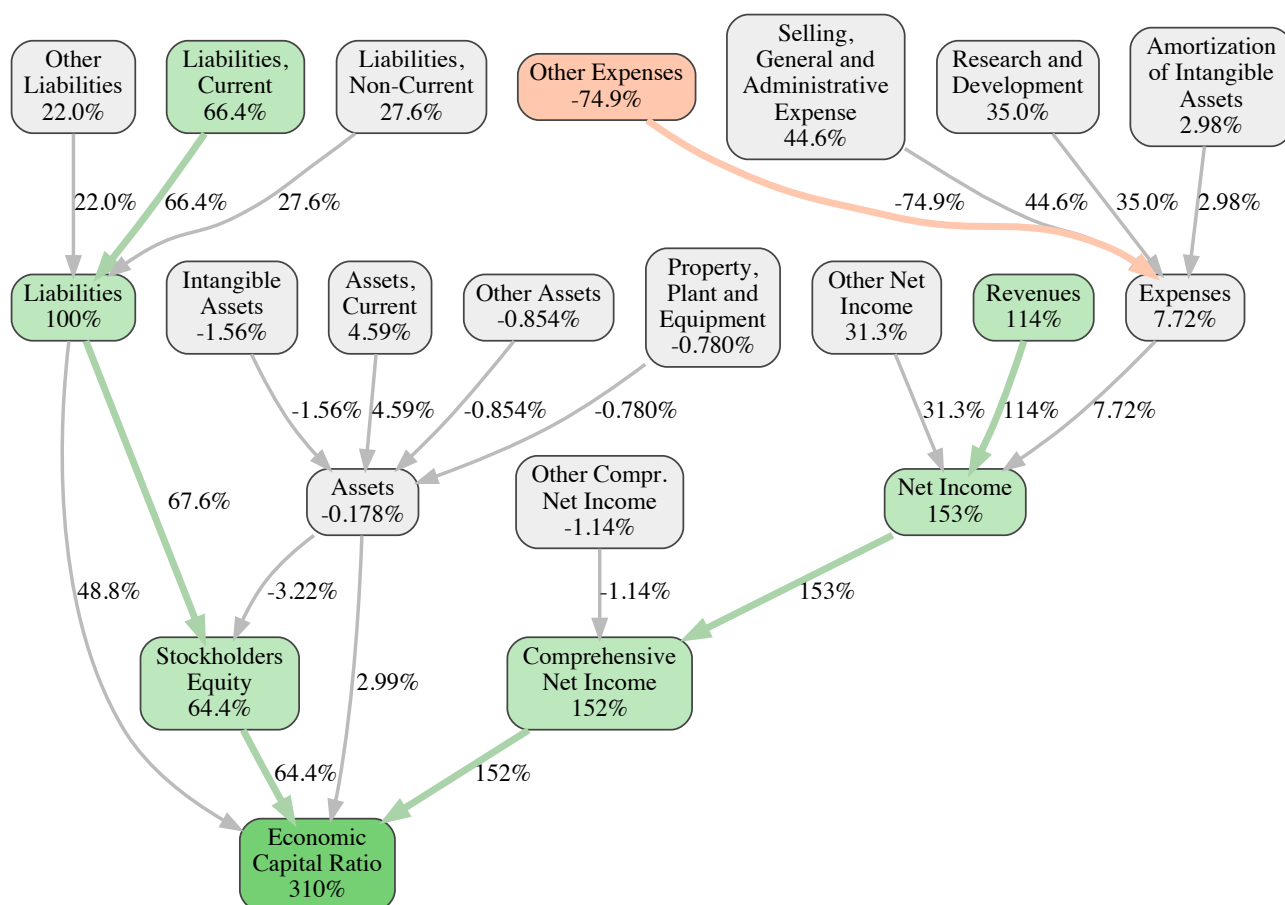 Other
Liabilities
22.0%
Liabilities,
Current
66.4%
Liabilities,
Non-Current
27.6%
Other Expenses
-74.9%
Selling,
General and
Administrative
Expense
44.6%
Research and
Development
35.0%
Amortization
of Intangible
Assets
2.98%
22.0%
66.4%
27.6%
-74.9%
44.6%
35.0%
2.98%
Liabilities
100%
Intangible
Assets
-1.56%
Assets,
Current
4.59%
Other Assets
-0.854%
Property,
Plant and
Equipment
-0.780%
Other Net
Income
31.3%
Revenues
114%
Expenses
7.72%
-1.56%
4.59%
-0.854%
-0.780%
31.3%
114%
7.72%
67.6%
Assets
-0.178%
Other Compr.
Net Income
-1.14%
Net Income
153%
48.8%
-3.22%
-1.14%
153%
Stockholders
Equity
64.4%
2.99%
Comprehensive
Net Income
152%
64.4%
152%
Economic
Capital Ratio
310%